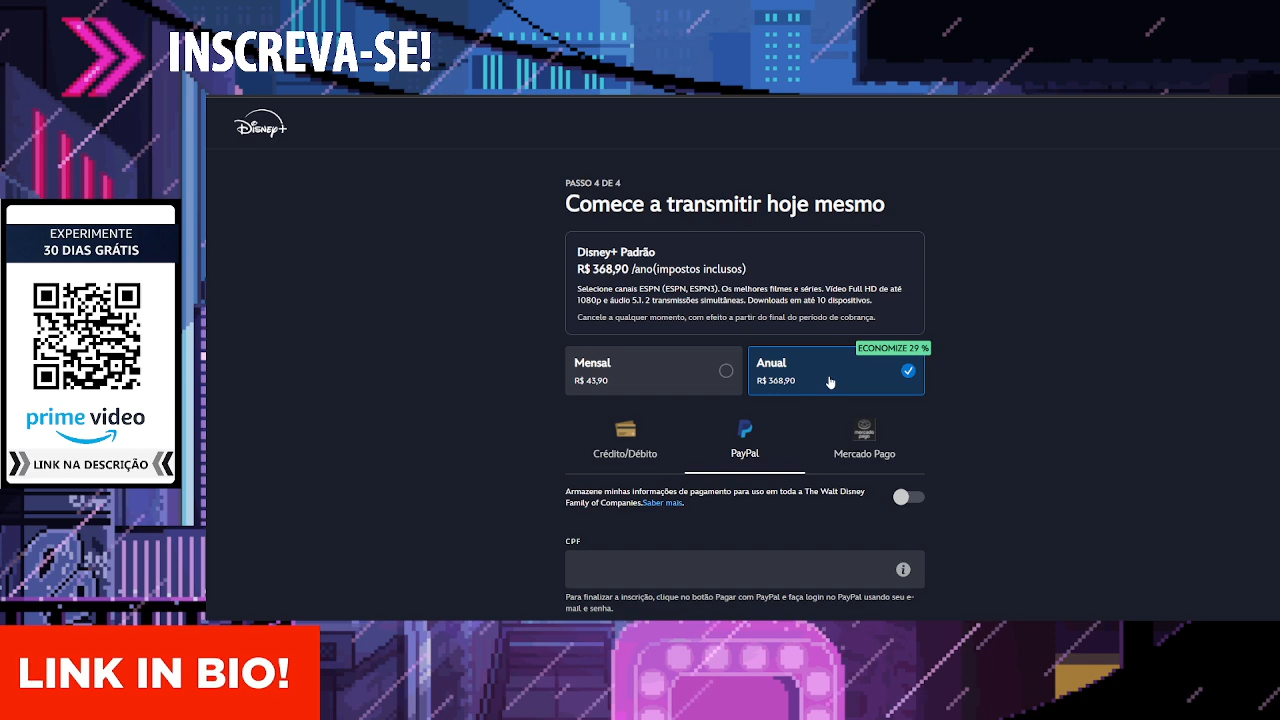 INSCREVA-SE!
Disney+
PASSO 4 DE 4
Comece a transmitir hoje mesmo
Disney+ Padrão
R$ 368,90 /ano(impostos inclusos)
Selecione canais ESPN (ESPN, ESPN3). Os melhores filmes e séries. Vídeo Full HD de até
1080p e áudio 5.1. 2 transmissões simultâneas. Downloads em até 10 dispositivos.
Cancele a qualquer momento, com efeito a partir do final do período de cobrança.
ECONOMIZE 29 %
Mensal
R$ 43,90
Anual
R$ 368,90
mercado
pago
Crédito/Débito
PayPal
Mercado Pago
Armazene minhas informações de pagamento para uso em toda a The Walt Disney
Family of Companies.Saber mais.
CPF
Para finalizar a inscrição, clique no botão Pagar com PayPal e faça login no PayPal usando seu e-
mail e senha.
EXPERIMENTE
30 DIAS GRÁTIS
prime video
LINK NA DESCRIÇÃO
LINK IN BIO!